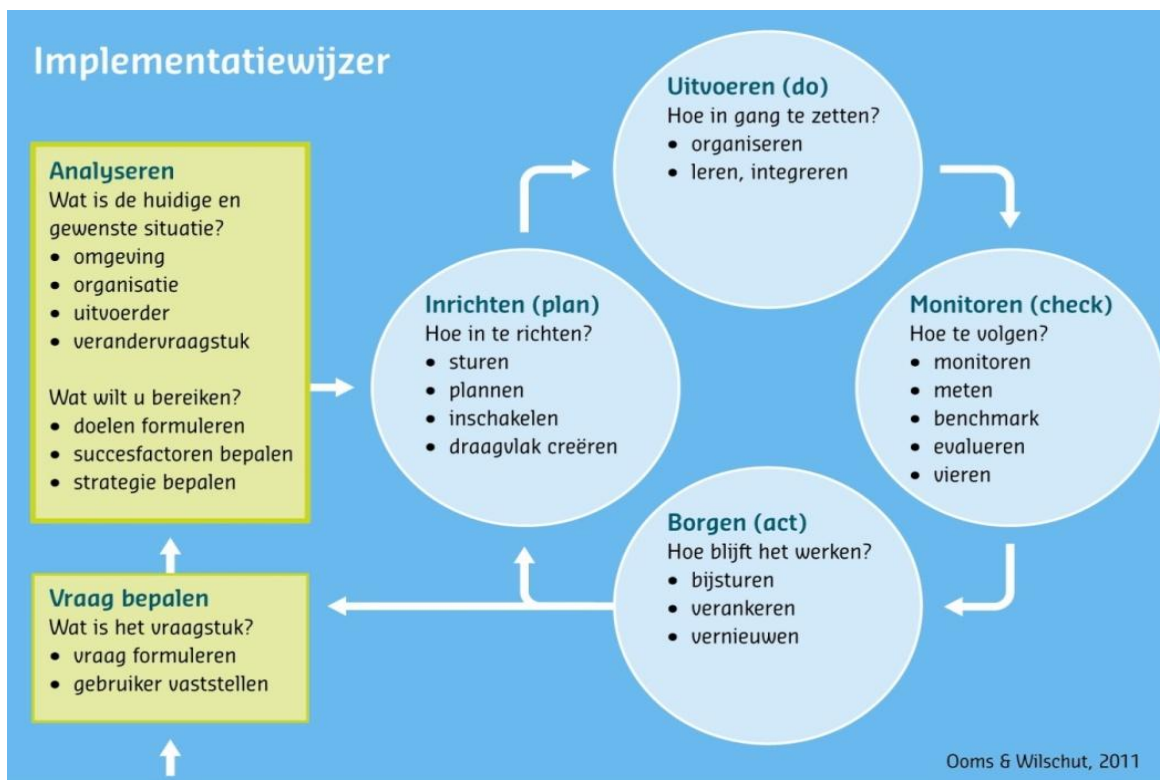 Implementatiewijzer
Analyseren
Wat is de huidige en
gewenste situatie?
• omgeving
• organisatie
• uitvoerder
• verandervraagstuk
Wat wilt u bereiken?
• doelen formuleren
• succesfactoren bepalen
• strategie bepalen
Vraag bepalen
Wat is het vraagstuk?
• vraag formuleren
• gebruiker vaststellen
Inrichten (plan)
Hoe in te richten?
• sturen
• plannen
• inschakelen
• draagvlak creëren
Uitvoeren (do)
Hoe in gang te zetten?
• organiseren
• leren, integreren
Monitoren (check)
Hoe te volgen?
• monitoren
• meten
• benchmark
• evalueren
• vieren
Borgen (act)
Hoe blijft het werken?
• bijsturen
• verankeren
• vernieuwen
Ooms & Wilschut, 2011